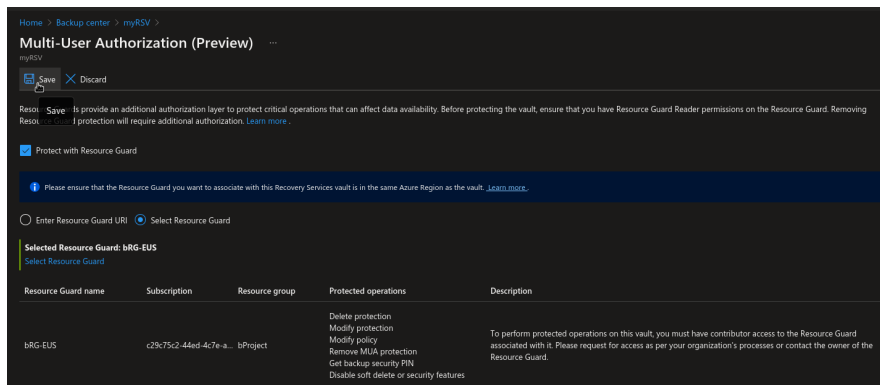 Home > Backup center > myRSV >
Multi-User Authorization (Preview) ...
myRSV
Save Discard
Save
Resou ds provide an additional authorization layer to protect critical operations that can affect data availability. Before protecting the vault, ensure that you have Resource Guard Reader permissions on the Resource Guard. Removing
Resou Guard protection will require additional authorization. Learn more .
Protect with Resource Guard
Please ensure that the Resource Guard you want to associate with this Recovery Services vault is in the same Azure Region as the vault. Learn more .
Enter Resource Guard URI Select Resource Guard
Selected Resource Guard: bRG-EUS
Select Resource Guard
Resource Guard name Subscription Resource group Protected operations Description
Delete protection
Modify protection
Modify policy
Remove MUA protection
Get backup security PIN
Disable soft delete or security features
bRG-EUS c29c75c2-44ed-4c7e-a... bProject
To perform protected operations on this vault, you must have contributor access to the Resource Guard
associated with it. Please request for access as per your organization's processes or contact the owner of the
Resource Guard.